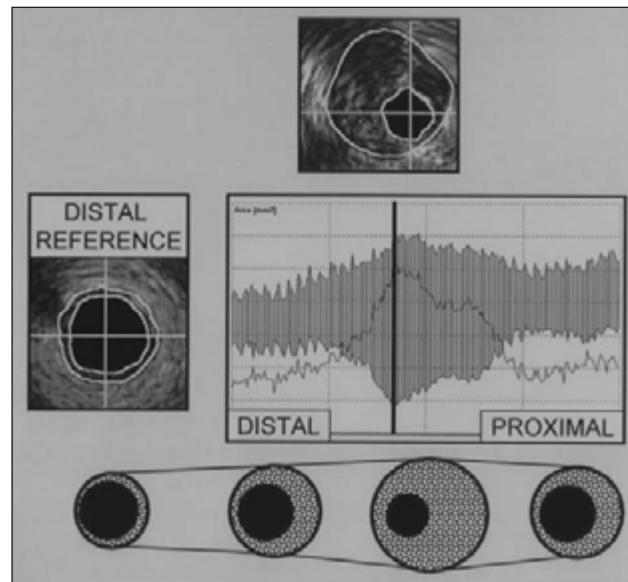 DISTAL
REFERENCE
Area [mm²]
DISTAL
PROXIMAL